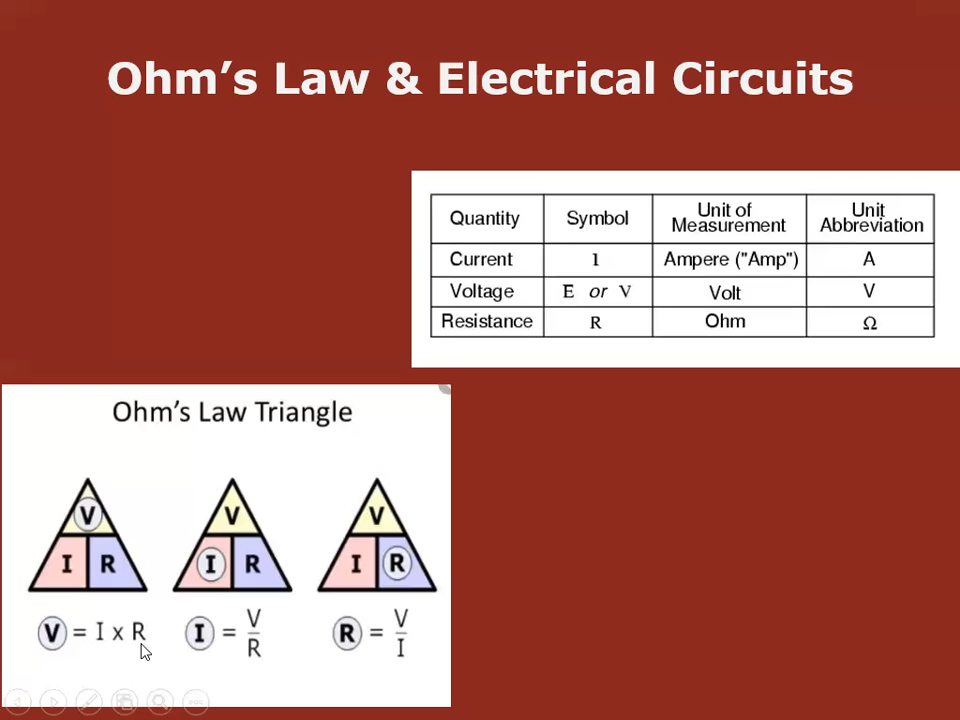 Ohm's Law & Electrical Circuits
Quantity Symbol Unit of Measurement Unit Abbreviation
Current I Ampere ("Amp") A
Voltage E or V Volt V
Resistance R Ohm Ω
Ohm's Law Triangle
V V V
I R I R I R
V = I x R I = V/R R = V/I